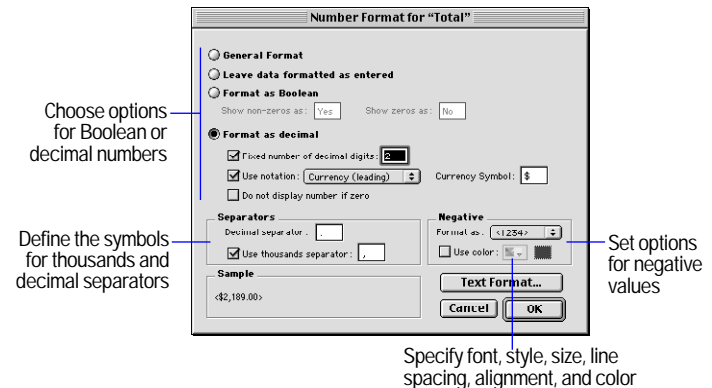 Number Format for “Total”
General Format
Leave data formatted as entered
Format as Boolean
Show non-zeros as: Yes Show zeros as: No
Format as decimal
Fixed number of decimal digits: 2
Use notation: Currency (leading) Currency Symbol: $
Do not display number if zero
Separators
Decimal separator: .
Use thousands separator: ,
Negative
Format as: <1234>
Use color:
Sample
<$2,189.00>
Text Format...
Cancel OK
Choose options
for Boolean or
decimal numbers
Define the symbols
for thousands and
decimal separators
Set options
for negative
values
Specify font, style, size, line
spacing, alignment, and color